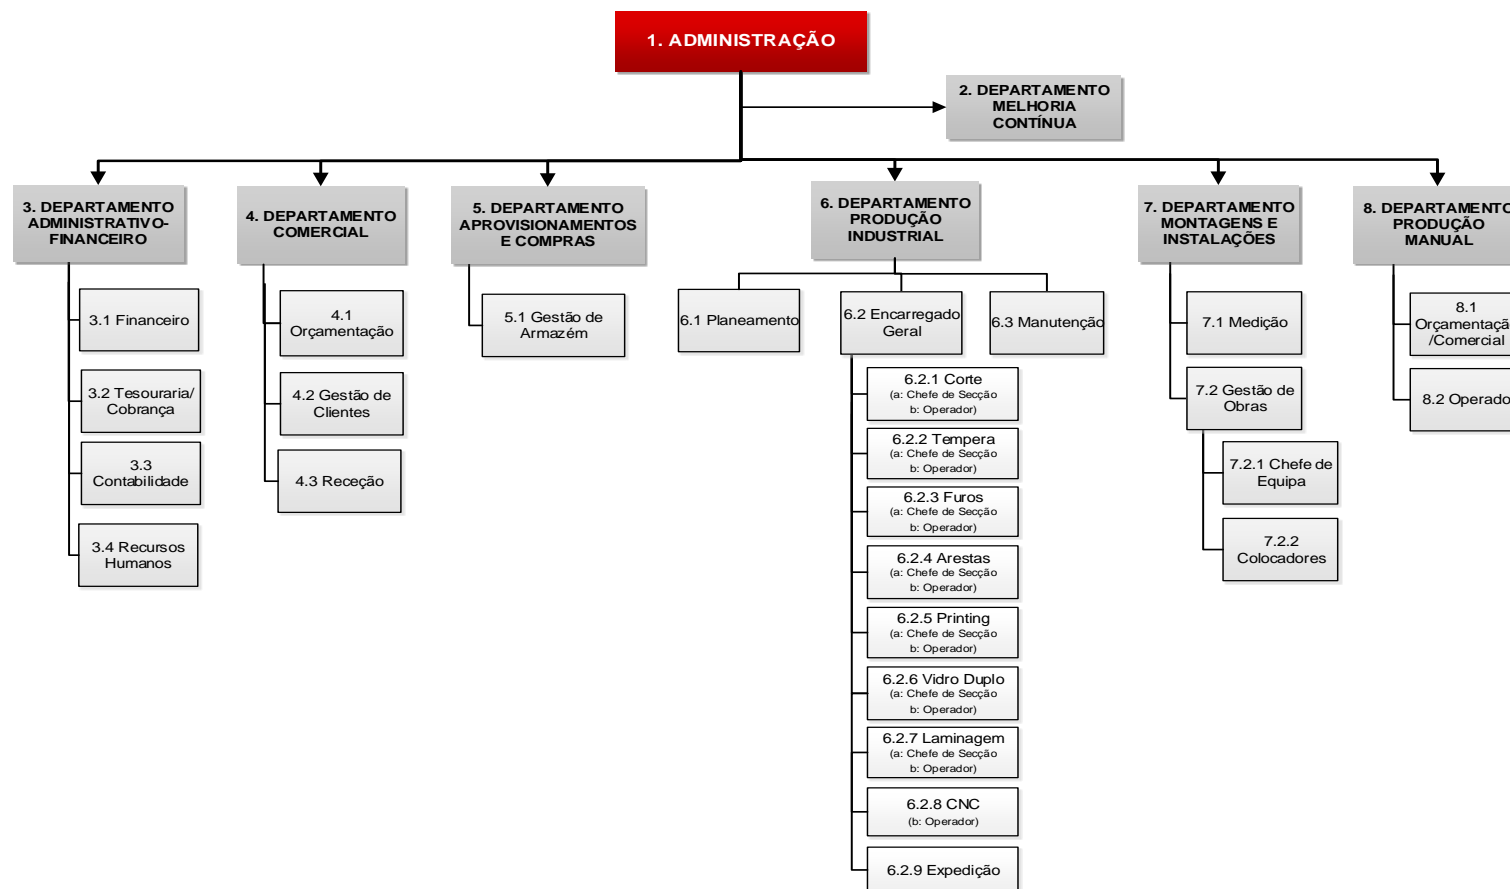 1. ADMINISTRAÇÃO
2. DEPARTAMENTO
MELHORIA
CONTÍNUA
3. DEPARTAMENTO
ADMINISTRATIVO-
FINANCEIRO
3.1 Financeiro
3.2 Tesouraria/
Cobrança
3.3
Contabilidade
3.4 Recursos
Humanos
4. DEPARTAMENTO
COMERCIAL
4.1
Orçamentação
4.2 Gestão de
Clientes
4.3 Receção
5. DEPARTAMENTO
APROVISIONAMENTOS
E COMPRAS
5.1 Gestão de
Armazém
6. DEPARTAMENTO
PRODUÇÃO
INDUSTRIAL
6.1 Planeamento
6.2 Encarregado
Geral
6.3 Manutenção
6.2.1 Corte
(a: Chefe de Secção
b: Operador)
6.2.2 Tempera
(a: Chefe de Secção
b: Operador)
6.2.3 Furos
(a: Chefe de Secção
b: Operador)
6.2.4 Arestas
(a: Chefe de Secção
b: Operador)
6.2.5 Printing
(a: Chefe de Secção
b: Operador)
6.2.6 Vidro Duplo
(a: Chefe de Secção
b: Operador)
6.2.7 Laminagem
(a: Chefe de Secção
b: Operador)
6.2.8 CNC
(b: Operador)
6.2.9 Expedição
7. DEPARTAMENTO
MONTAGENS E
INSTALAÇÕES
7.1 Medição
7.2 Gestão de
Obras
7.2.1 Chefe de
Equipa
7.2.2
Colocadores
8. DEPARTAMENTO
PRODUÇÃO
MANUAL
8.1
Orçamentaçã
/Comercial
8.2 Operado